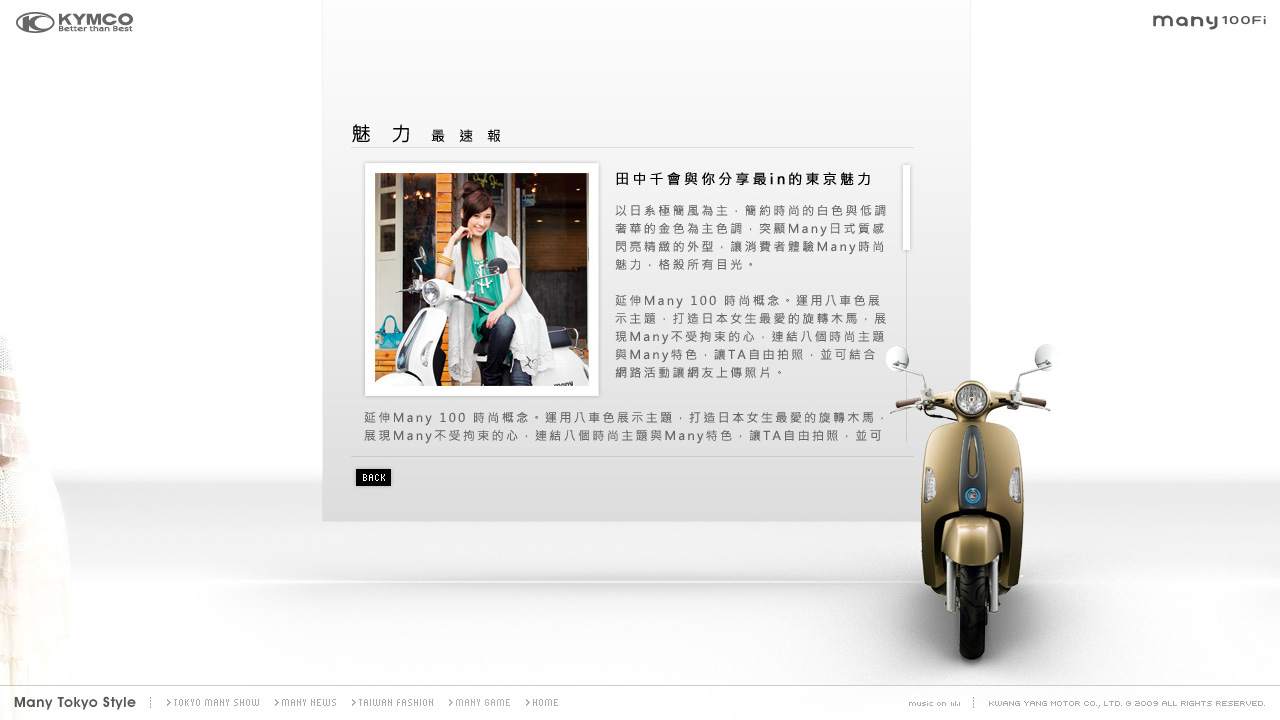 KYMCO
Better than Best
many 100Fi
魅力 最速報
田中千會與你分享最in的東京魅力
以日系極簡風為主，簡約時尚的白色與低調
奢華的金色為主色調，突顯Many日式質感
閃亮精緻的外型，讓消費者體驗Many時尚
魅力，格殺所有目光。
延伸Many 100 時尚概念。運用八車色展
示主題，打造日本女生最愛的旋轉木馬，展
現Many不受拘束的心，連結八個時尚主題
與Many特色，讓TA自由拍照，並可結合
網路活動讓網友上傳照片。
延伸Many 100 時尚概念。運用八車色展示主題，打造日本女生最愛的旋轉木馬，
展現Many不受拘束的心，連結八個時尚主題與Many特色，讓TA自由拍照，並可
BACK
Many Tokyo Style
TOKYO MANY SHOW
MANY NEWS
TAIWAN FASHION
MANY GAME
HOME
music on
KWANG YANG MOTOR CO., LTD. © 2009 ALL RIGHTS RESERVED.